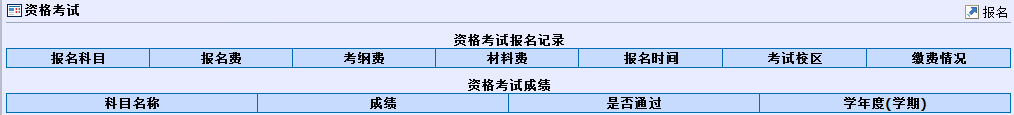 资格考试
报名
资格考试报名记录
报名科目 报名费 考纲费 材料费 报名时间 考试校区 缴费情况
资格考试成绩
科目名称 成绩 是否通过 学年度(学期)